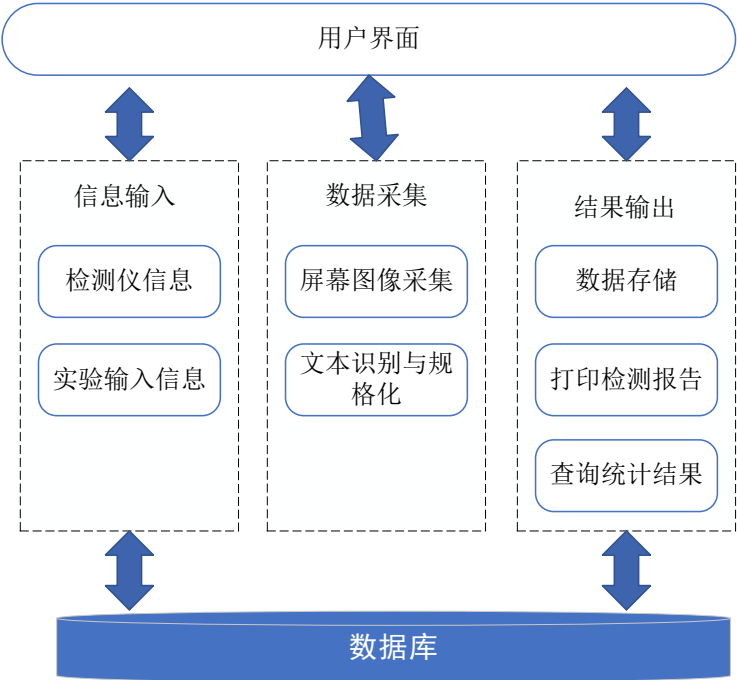 用户界面
信息输入
检测仪信息
实验输入信息
数据采集
屏幕图像采集
文本识别与规
格化
结果输出
数据存储
打印检测报告
查询统计结果
数据库